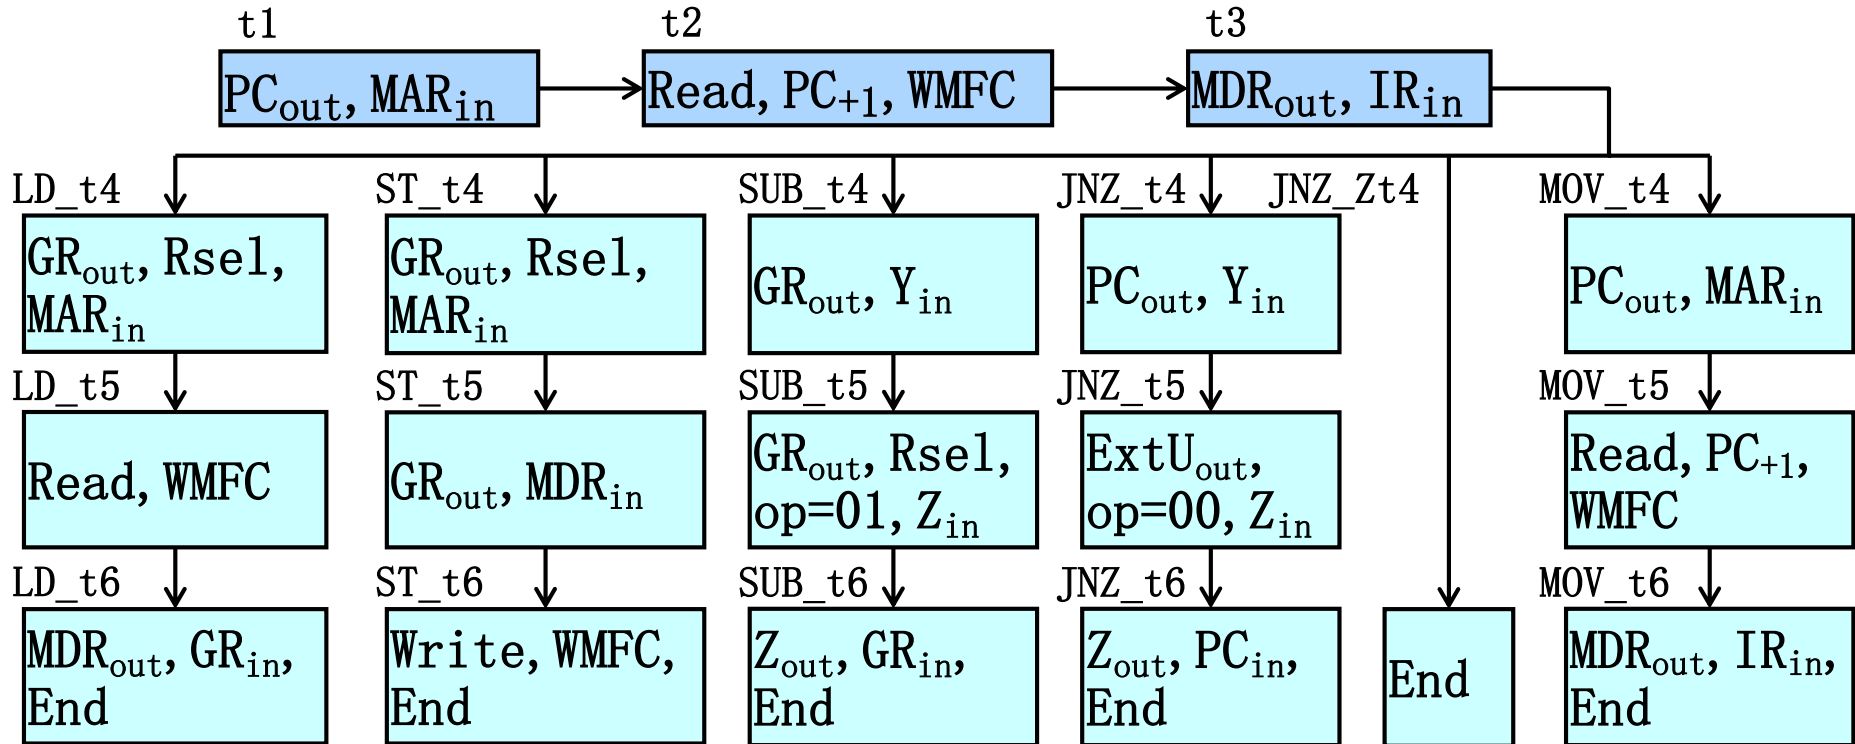 t1 t2 t3
PCout, MARin Read, PC+1, WMFC MDRout, IRin
LD_t4 ST_t4 SUB_t4 JNZ_t4 JNZ_Zt4 MOV_t4
GRout, Rsel,
MARin
GRout, Rsel,
MARin
GRout, Yin
PCout, Yin
PCout, MARin
LD_t5 ST_t5 SUB_t5 JNZ_t5 MOV_t5
Read, WMFC
GRout, MDRin
GRout, Rsel,
op=01, Zin
ExtUout,
op=00, Zin
Read, PC+1,
WMFC
LD_t6 ST_t6 SUB_t6 JNZ_t6 MOV_t6
MDRout, GRin,
End
Write, WMFC,
End
Zout, GRin,
End
Zout, PCin,
End
End
MDRout, IRin,
End